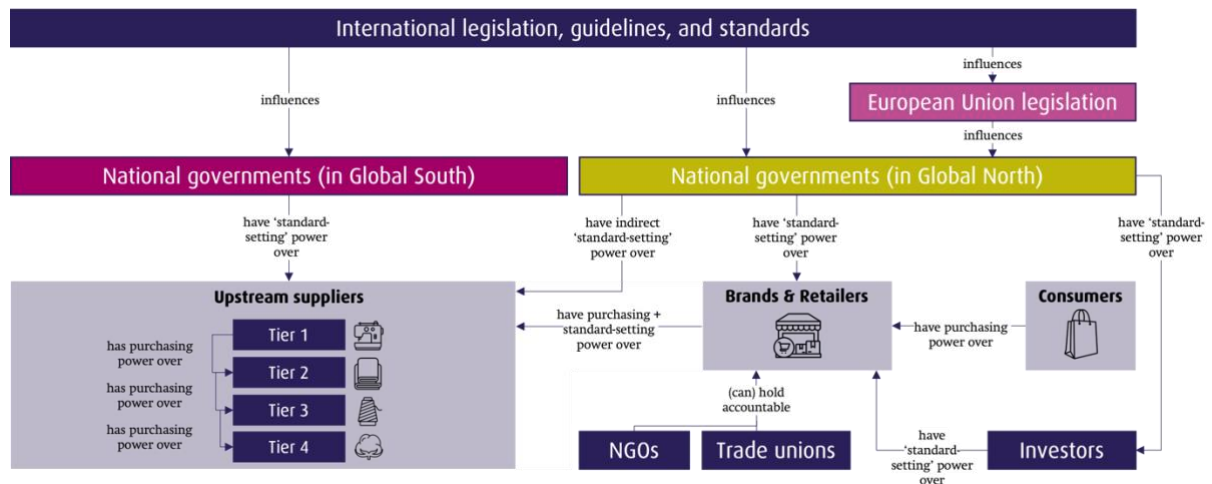 International legislation, guidelines, and standards
influences
influences
influences
European Union legislation
influences
National governments (in Global South)
National governments (in Global North)
have ‘standard-
setting’ power
over
have indirect
‘standard-setting’
power over
have ‘standard-
setting’ power
over
have ‘standard-
setting’ power
over
Upstream suppliers
Tier 1
has purchasing
power over
Tier 2
has purchasing
power over
Tier 3
has purchasing
power over
Tier 4
have purchasing +
standard-setting
power over
Brands & Retailers
have purchasing
power over
Consumers
(can) hold
accountable
NGOs
Trade unions
have
‘standard-
setting’ power
over
Investors